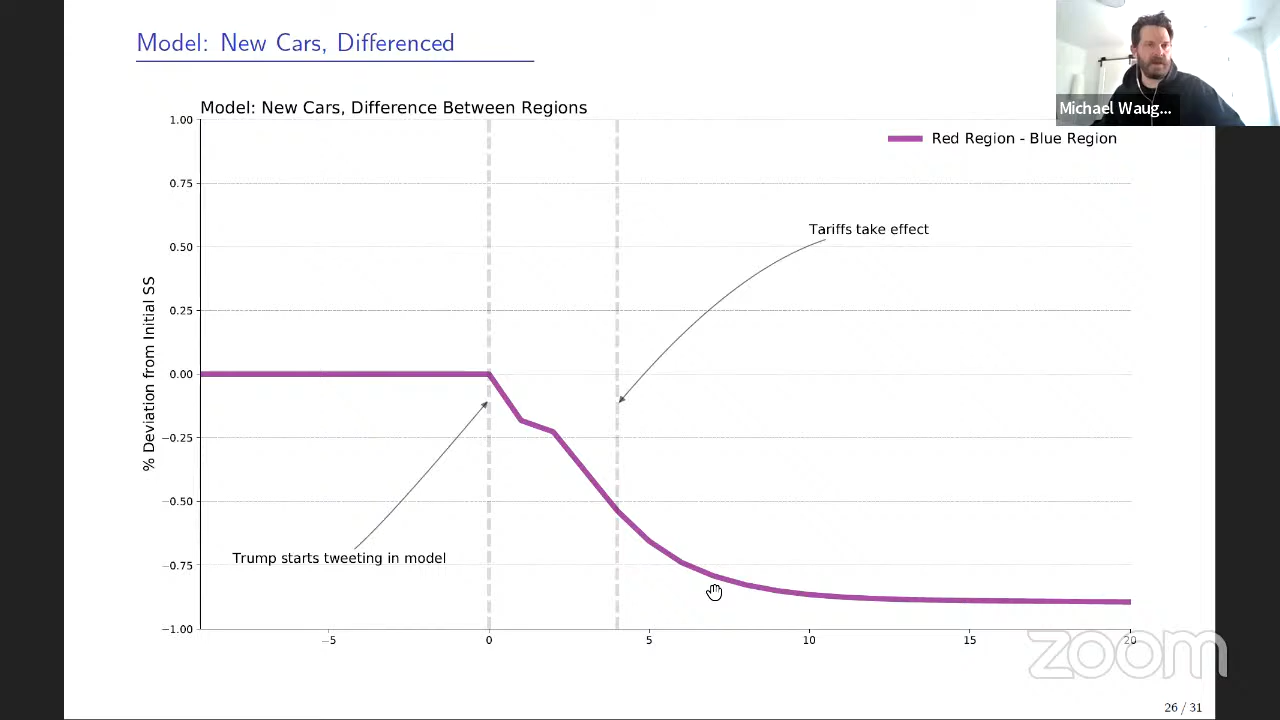 Model: New Cars, Differenced
Michael Waug...
Model: New Cars, Difference Between Regions
Red Region - Blue Region
% Deviation from Initial SS
1.00
0.75
0.50
0.25
0.00
−0.25
−0.50
−0.75
−1.00
Tariffs take effect
Trump starts tweeting in model
−5
0
5
10
15
20
zoom
26 / 31